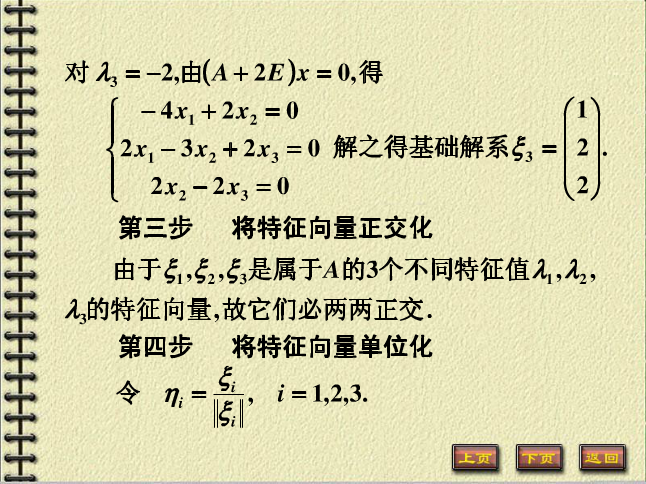 对 λ₃ = −2,由(A + 2E)x = 0,得
− 4x₁ + 2x₂ = 0
2x₁ − 3x₂ + 2x₃ = 0 解之得基础解系ξ₃ = (1 2 2).
2x₂ − 2x₃ = 0
第三步 将特征向量正交化
由于ξ₁,ξ₂,ξ₃是属于A的3个不同特征值λ₁,λ₂,
λ₃的特征向量,故它们必两两正交.
第四步 将特征向量单位化
令 ηᵢ = ξᵢ/‖ξᵢ‖, i = 1,2,3.
上页 下页 返回